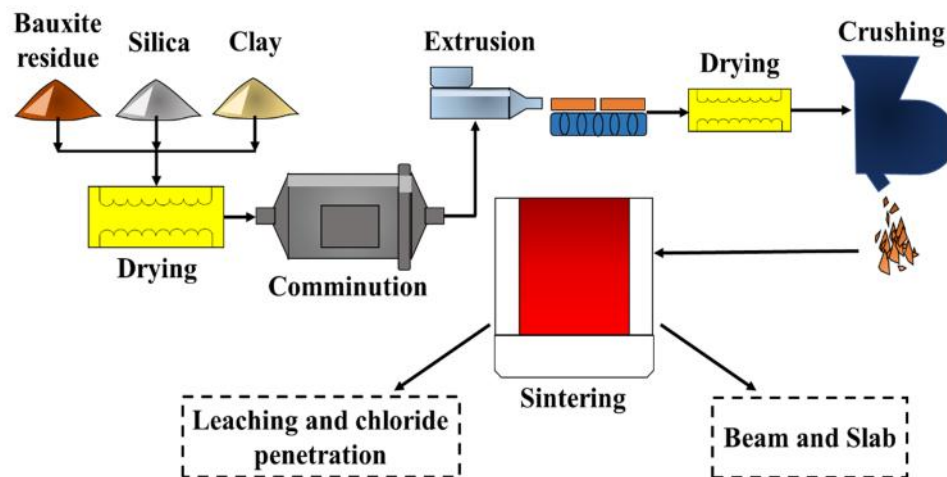 Bauxite
residue
Silica
Clay
Extrusion
Drying
Crushing
Drying
Comminution
Sintering
Leaching and chloride
penetration
Beam and Slab